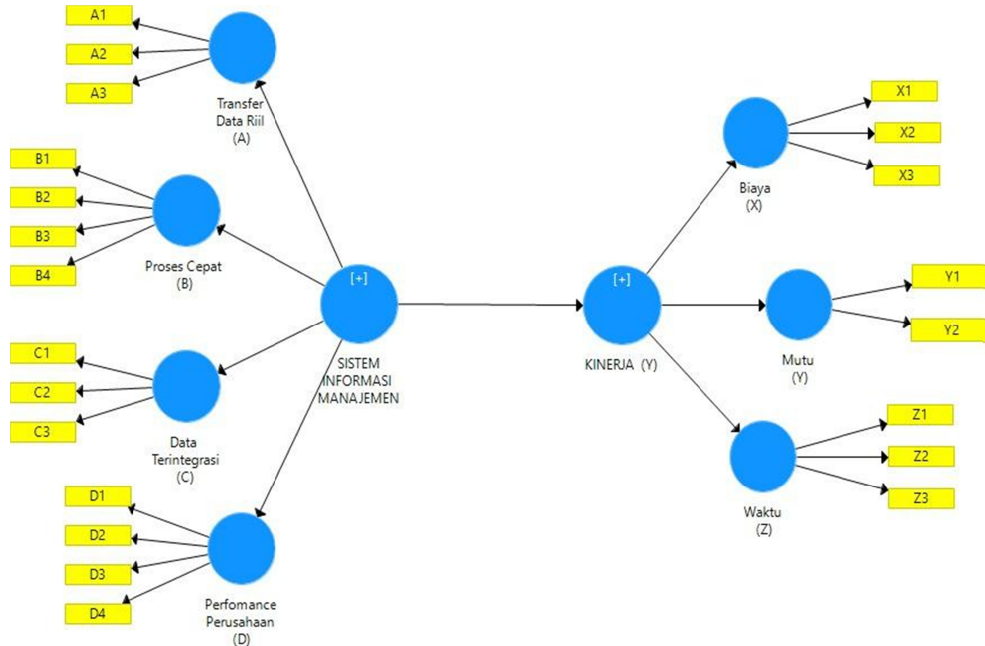 A1
A2
A3
Transfer
Data Riil
(A)
B1
B2
B3
B4
Proses Cepat
(B)
C1
C2
C3
Data
Terintegrasi
(C)
D1
D2
D3
D4
Perfomance
Perusahaan
(D)
[+]
SISTEM
INFORMASI
MANAJEMEN
[+]
KINERJA (Y)
Biaya
(X)
X1
X2
X3
Mutu
(Y)
Y1
Y2
Waktu
(Z)
Z1
Z2
Z3